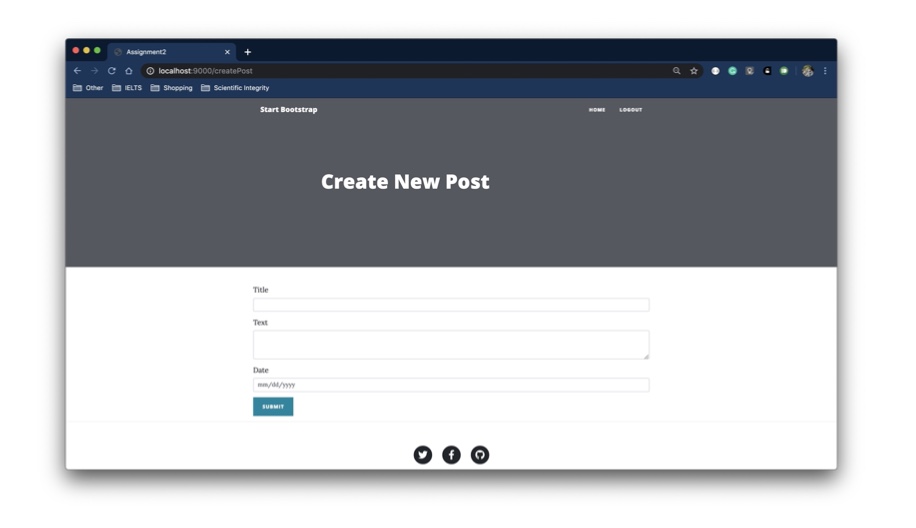 Assignment2
localhost:9000/createPost
Other IELTS Shopping Scientific Integrity
Start Bootstrap HOME LOGOUT
Create New Post
Title
Text
Date
mm/dd/yyyy
SUBMIT